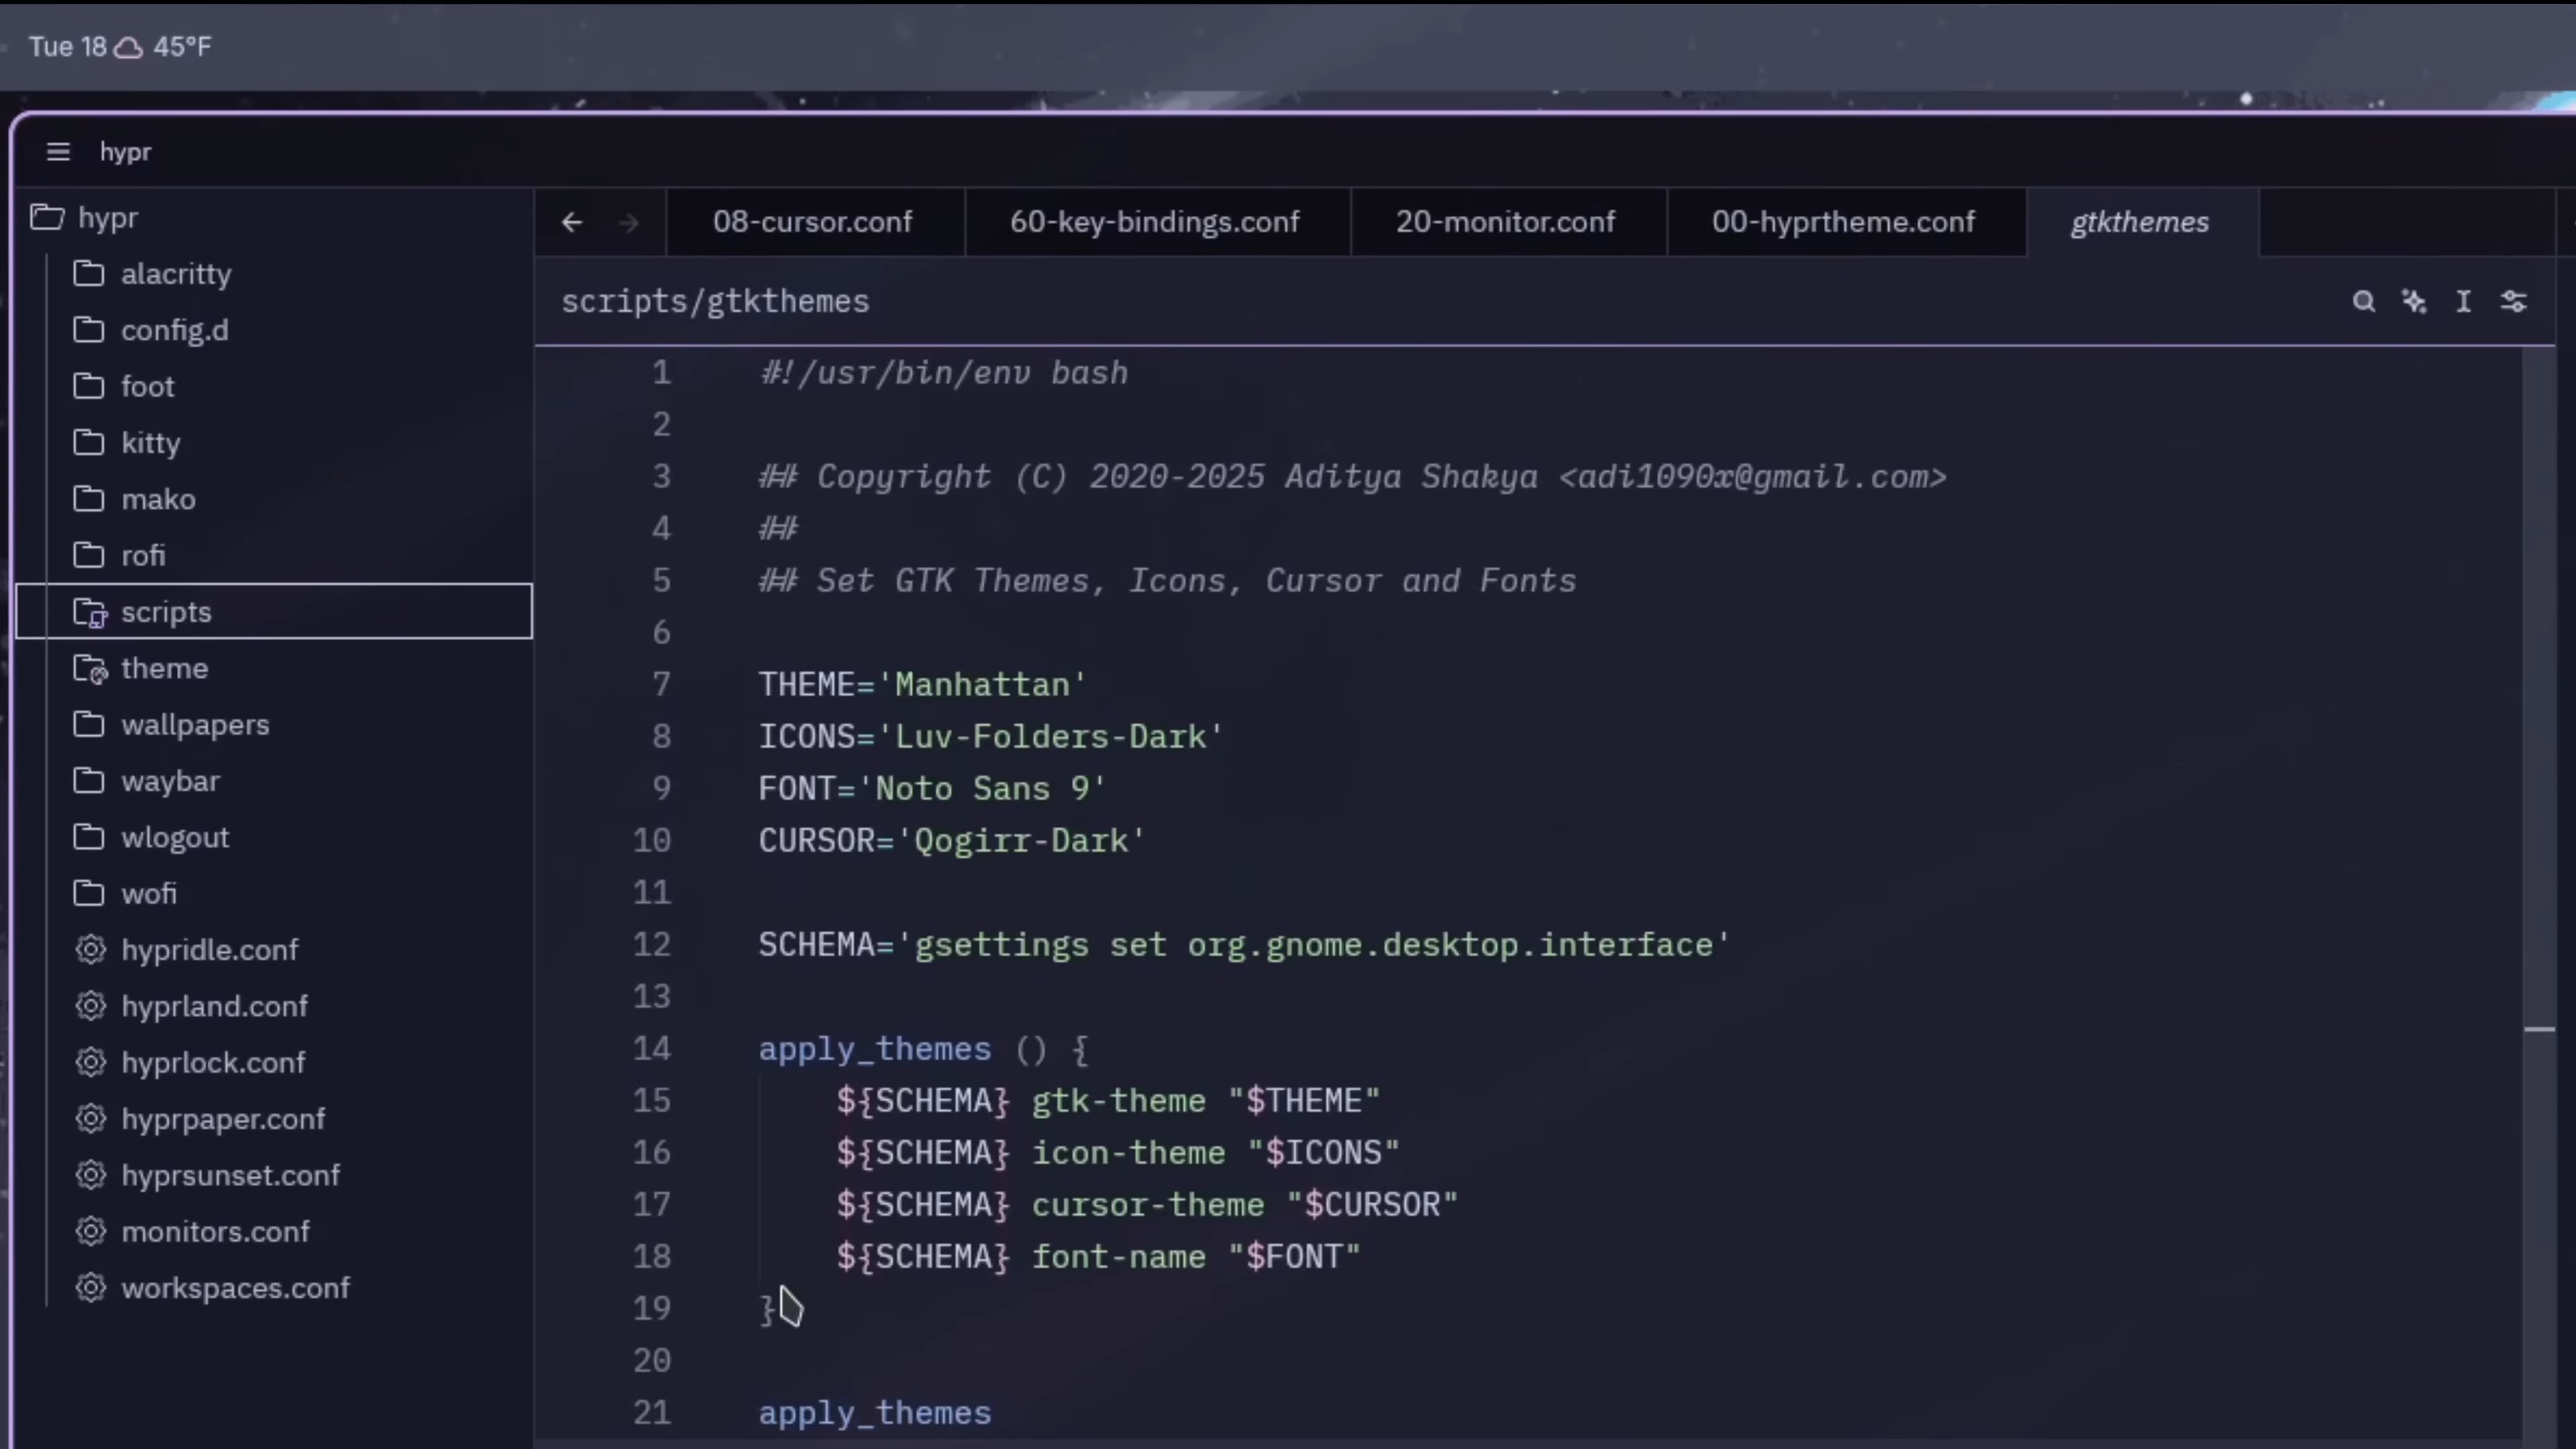 Tue 18 45°F
hypr
hypr
alacritty
config.d
foot
kitty
mako
rofi
scripts
theme
wallpapers
waybar
wlogout
wofi
hypridle.conf
hyprland.conf
hyprlock.conf
hyprpaper.conf
hyprsunset.conf
monitors.conf
workspaces.conf
08-cursor.conf 60-key-bindings.conf 20-monitor.conf 00-hyprtheme.conf gtkthemes
scripts/gtkthemes
1 #!/usr/bin/env bash
2
3 ## Copyright (C) 2020-2025 Aditya Shakya <adi1090x@gmail.com>
4 ##
5 ## Set GTK Themes, Icons, Cursor and Fonts
6
7 THEME='Manhattan'
8 ICONS='Luv-Folders-Dark'
9 FONT='Noto Sans 9'
10 CURSOR='Qogirr-Dark'
11
12 SCHEMA='gsettings set org.gnome.desktop.interface'
13
14 apply_themes () {
15 ${SCHEMA} gtk-theme "$THEME"
16 ${SCHEMA} icon-theme "$ICONS"
17 ${SCHEMA} cursor-theme "$CURSOR"
18 ${SCHEMA} font-name "$FONT"
19 }
20
21 apply_themes